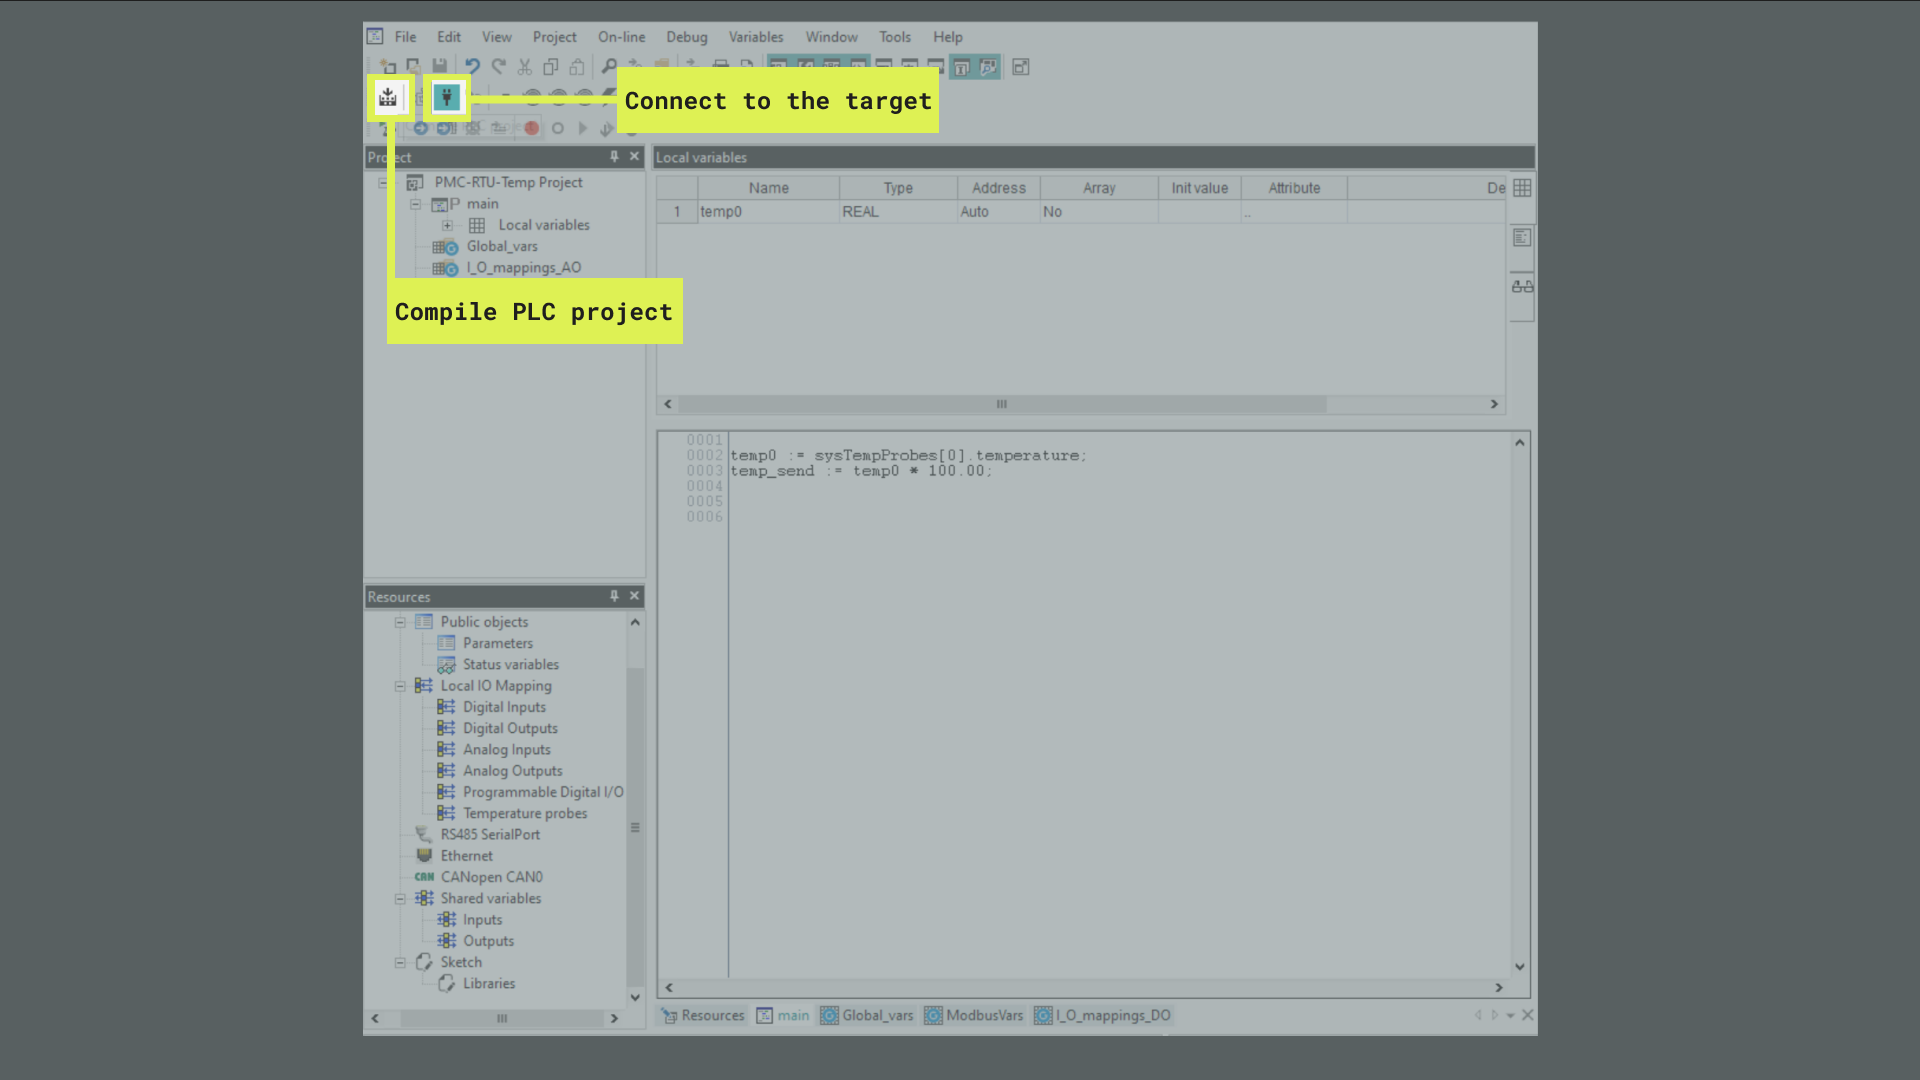 File Edit View Project On-line Debug Variables Window Tools Help
Connect to the target
Project
PMC-RTU-Temp Project
main
Local variables
Global_vars
I_O_mappings_AO
Compile PLC project
Local variables
Name Type Address Array Init value Attribute De
1 temp0 REAL Auto No ..
0001
0002 temp0 := sysTempProbes[0].temperature;
0003 temp_send := temp0 * 100.00;
0004
0005
0006
Resources
Public objects
Parameters
Status variables
Local IO Mapping
Digital Inputs
Digital Outputs
Analog Inputs
Analog Outputs
Programmable Digital I/O
Temperature probes
RS485 SerialPort
Ethernet
CAN CANopen CAN0
Shared variables
Inputs
Outputs
Sketch
Libraries
Resources main Global_vars ModbusVars I_O_mappings_DO